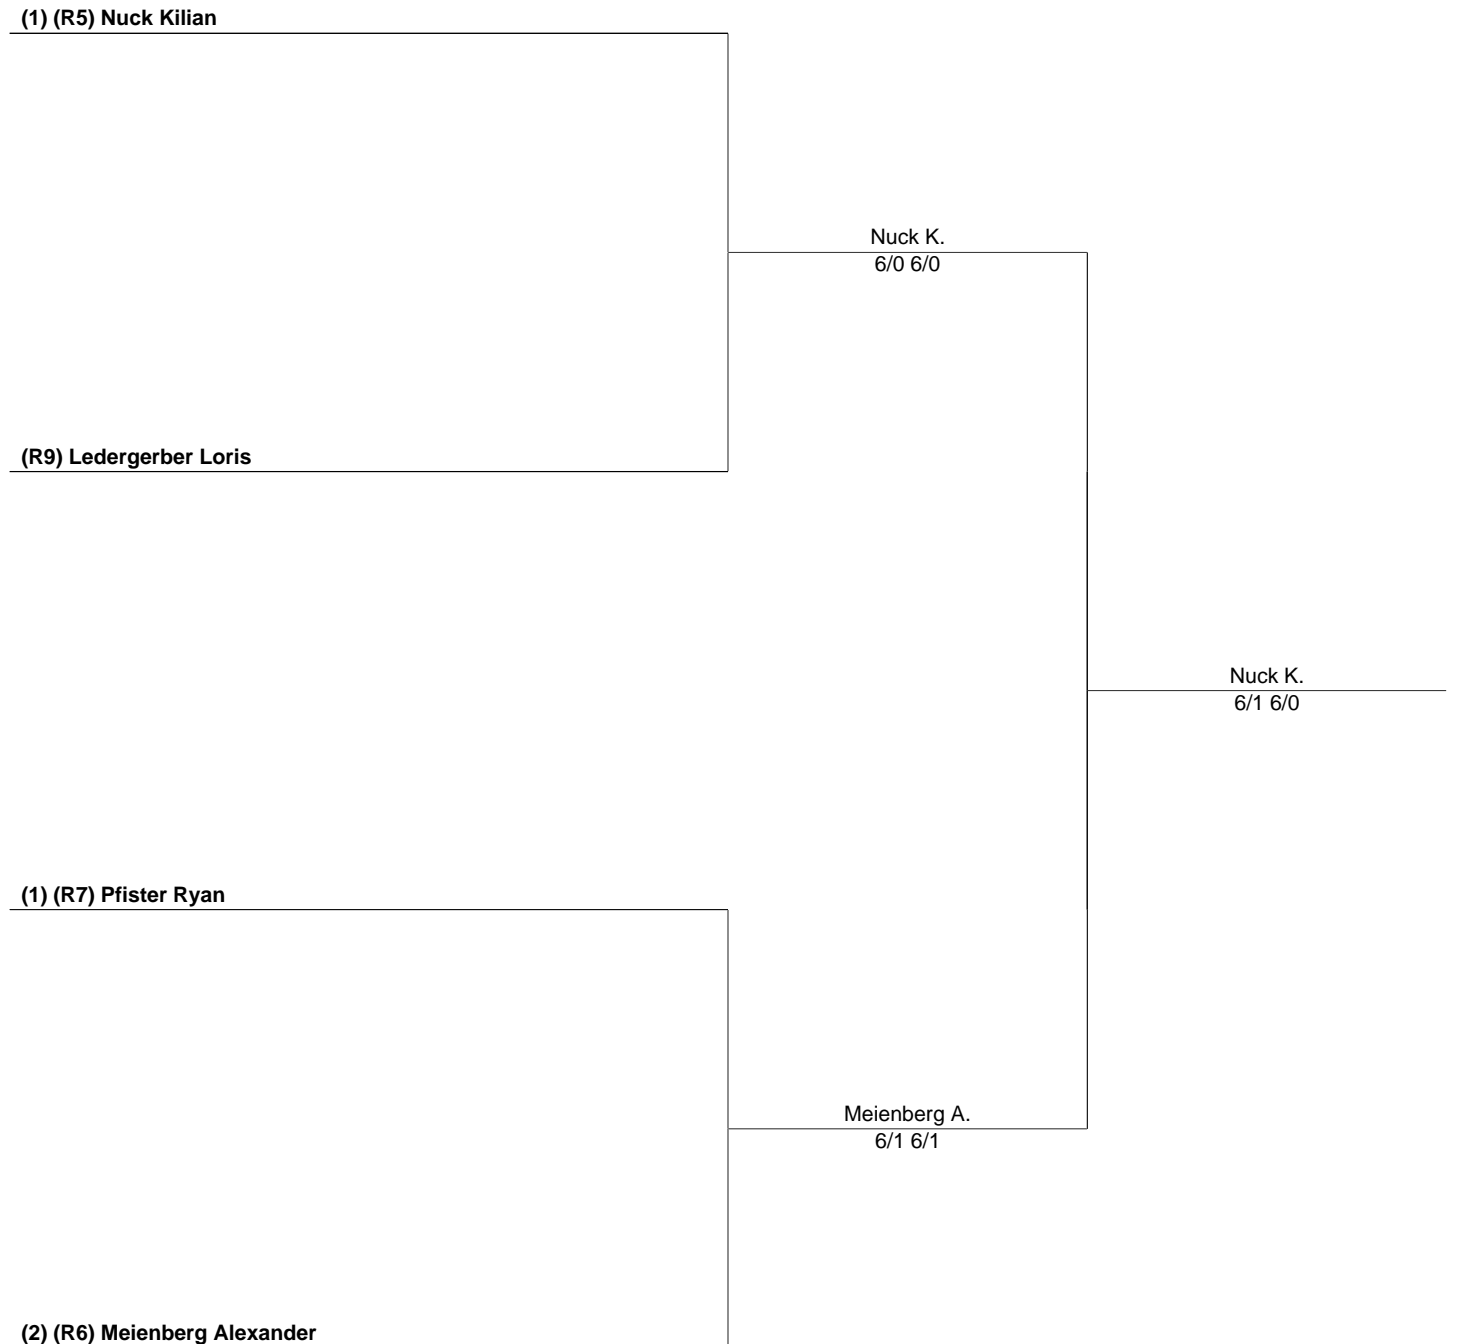 (1) (R5) Nuck Kilian
Nuck K.
6/0 6/0
(R9) Ledergerber Loris
Nuck K.
6/1 6/0
(1) (R7) Pfister Ryan
Meienberg A.
6/1 6/1
(2) (R6) Meienberg Alexander